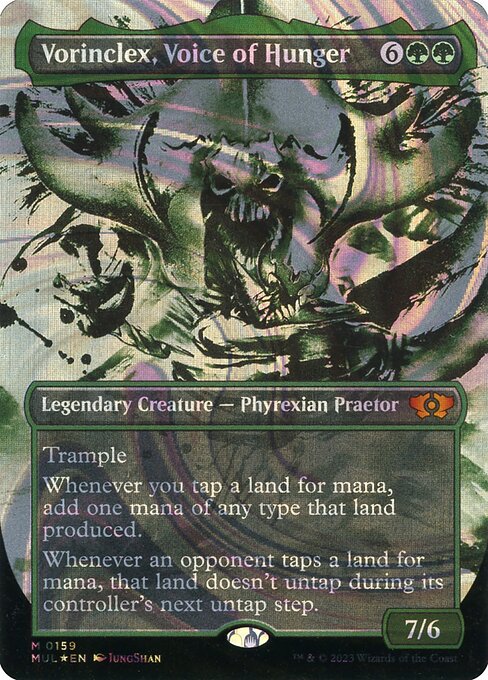 Vorinclex, Voice of Hunger 6
Legendary Creature — Phyrexian Praetor
Trample
Whenever you tap a land for mana,
add one mana of any type that land
produced.
Whenever an opponent taps a land for
mana, that land doesn't untap during its
controller's next untap step.
7/6
M 0159
MUL★EN JungShan
™ & © 2023 Wizards of the Coast